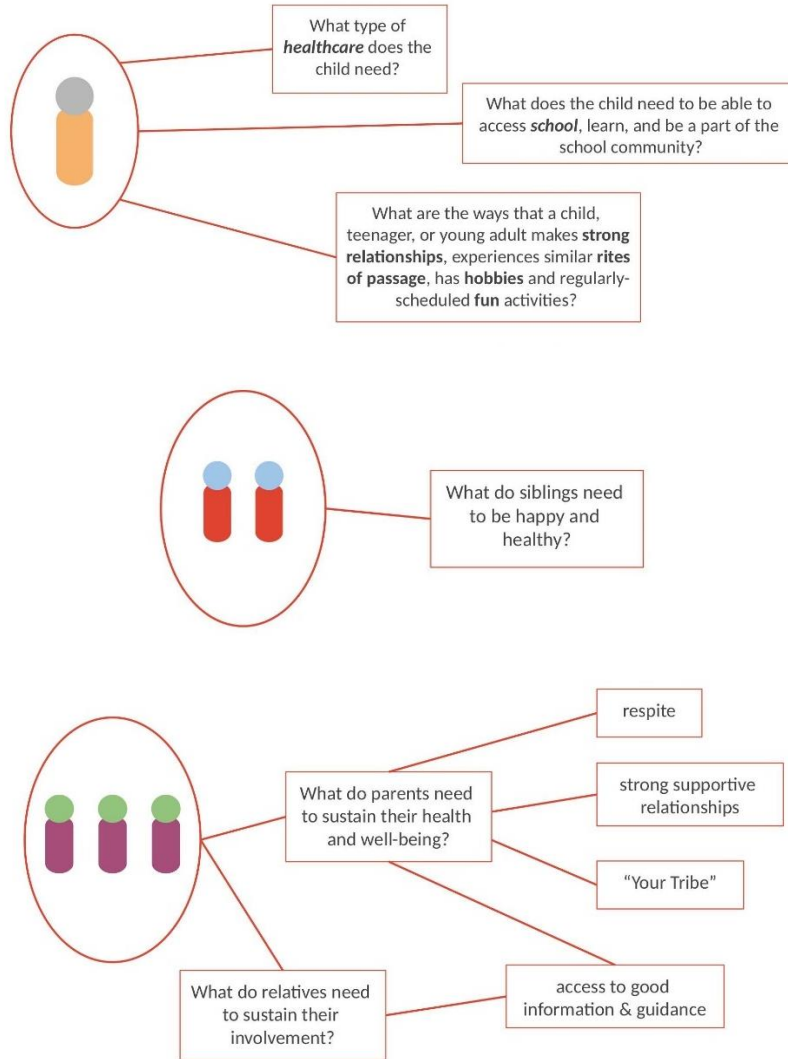 What type of
healthcare does the
child need?
What does the child need to be able to
access school, learn, and be a part of the
school community?
What are the ways that a child,
teenager, or young adult makes strong
relationships, experiences similar rites
of passage, has hobbies and regularly-
scheduled fun activities?
What do siblings need
to be happy and
healthy?
respite
What do parents need
to sustain their health
and well-being?
strong supportive
relationships
“Your Tribe”
What do relatives need
to sustain their
involvement?
access to good
information & guidance